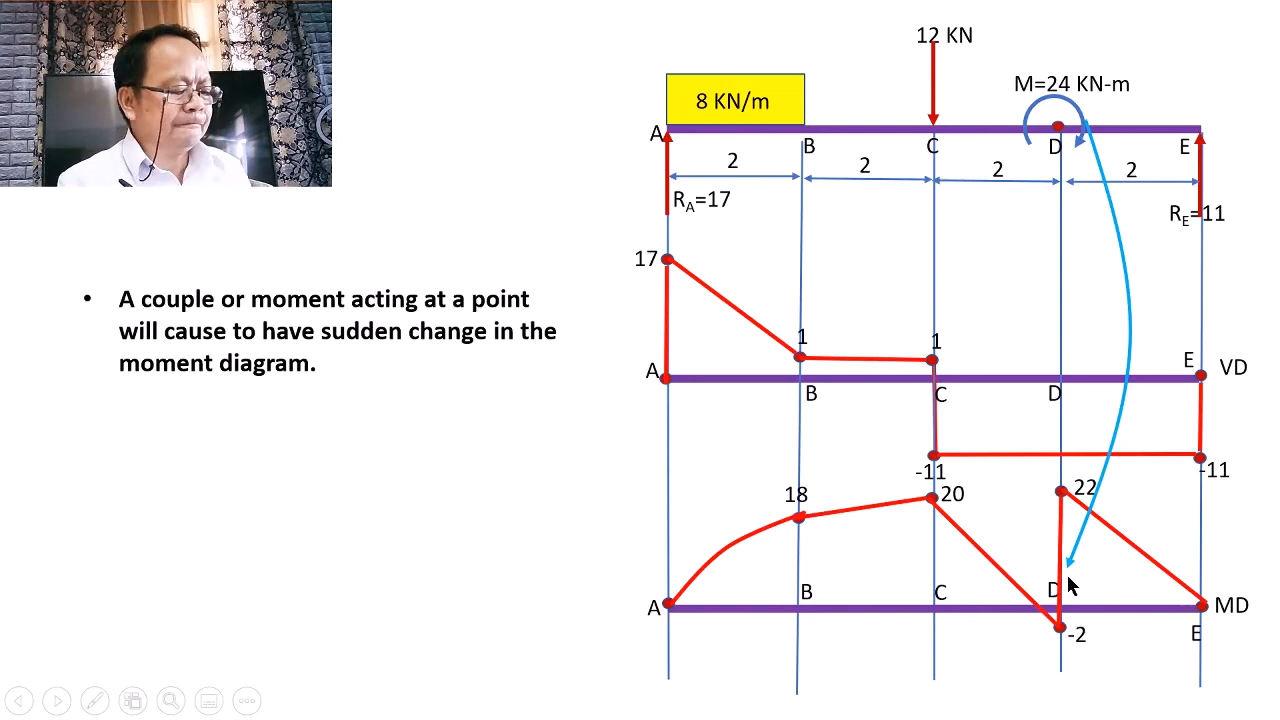 12 KN
M=24 KN-m
8 KN/m
A B C D E
2 2 2 2
RA=17
RE=11
• A couple or moment acting at a point
will cause to have sudden change in the
moment diagram.
17
1 1
A E VD
B C D
-11 -11
18 20 22
B C D
A MD
-2 E